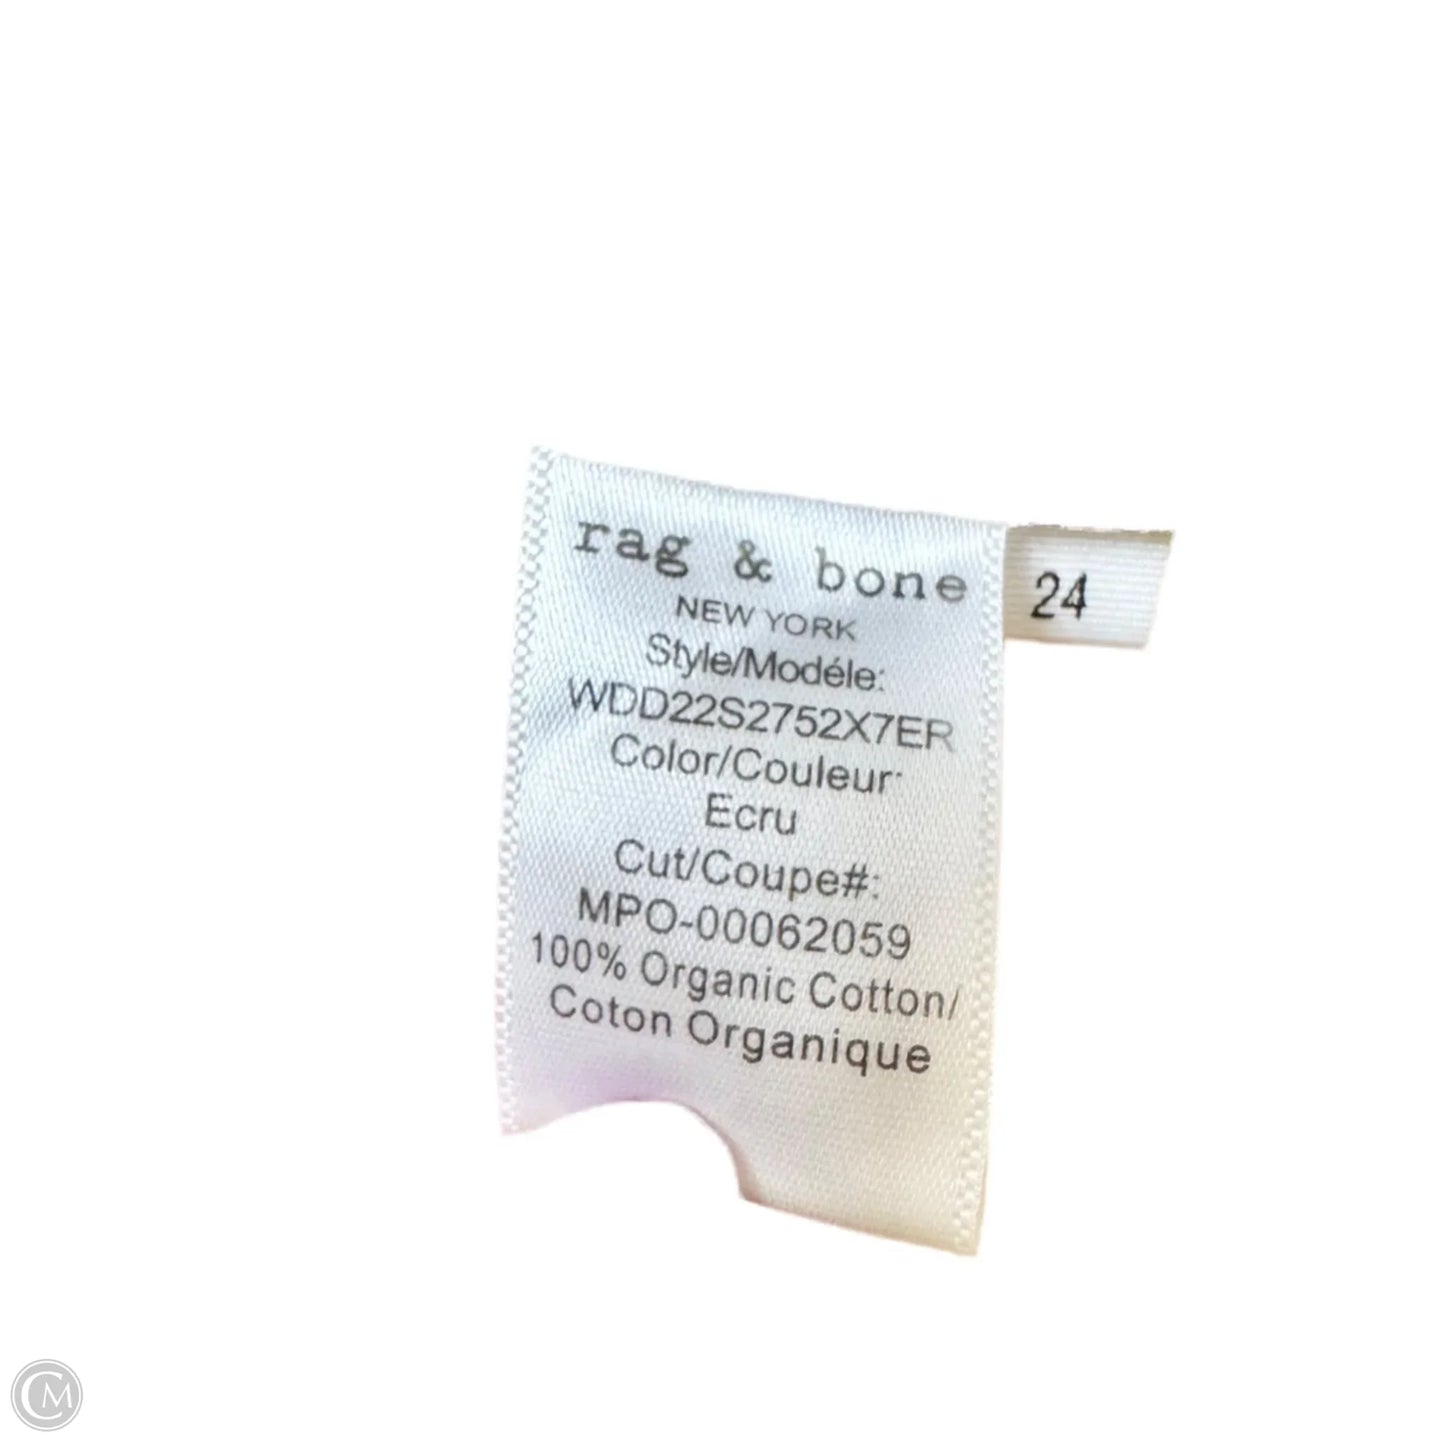 rag & bone
NEW YORK
24
Style/Modéle:
WDD22S2752X7ER
Color/Couleur:
Ecru
Cut/Coupe#:
MPO-00062059
100% Organic Cotton/
Coton Organique
CM